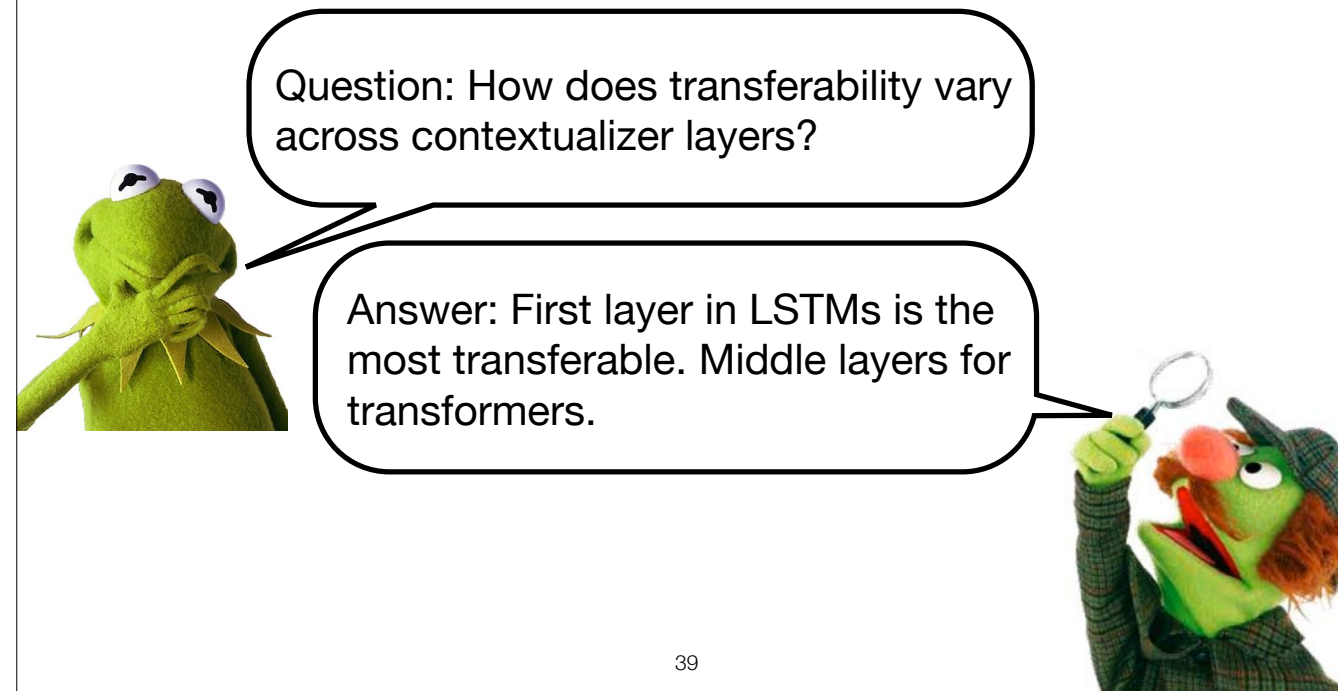 Question: How does transferability vary
across contextualizer layers?
Answer: First layer in LSTMs is the
most transferable. Middle layers for
transformers.
39